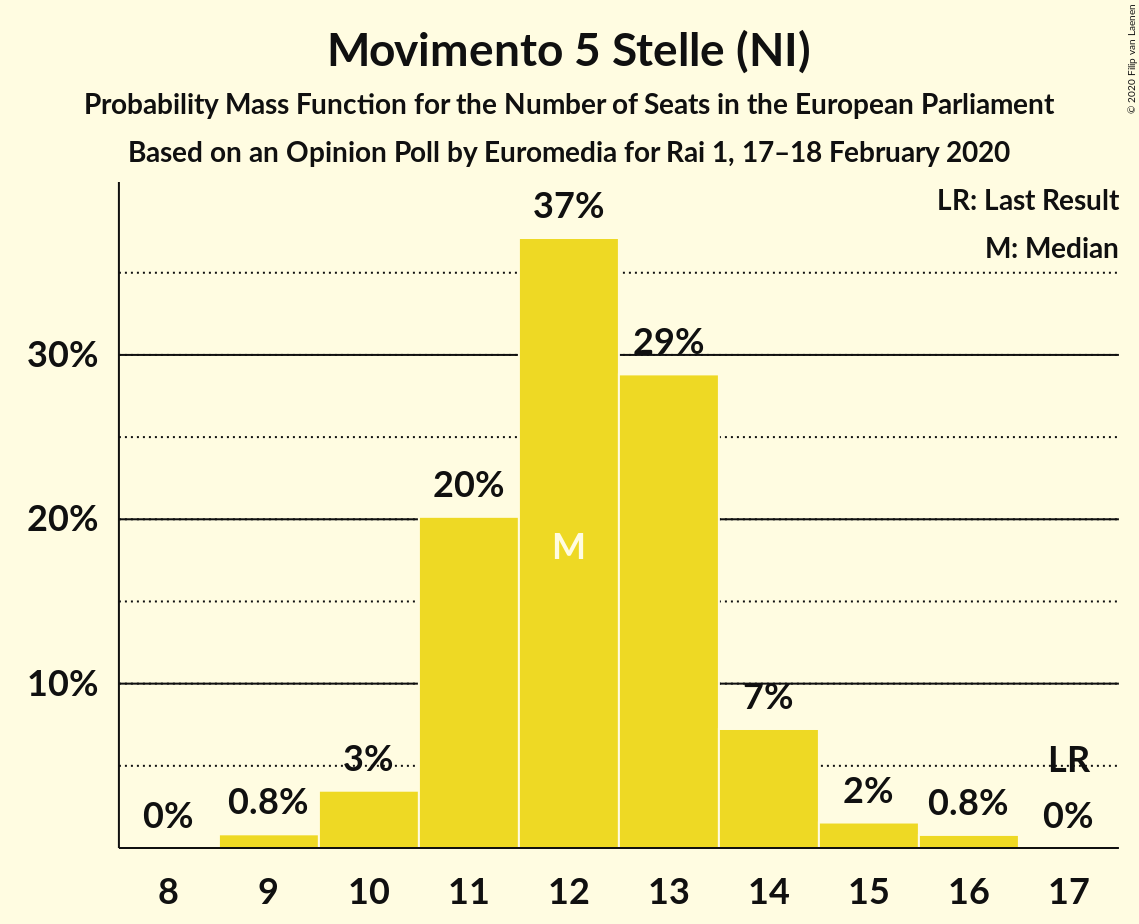 Movimento 5 Stelle (NI)
Probability Mass Function for the Number of Seats in the European Parliament
Based on an Opinion Poll by Euromedia for Rai 1, 17–18 February 2020
© 2020 Filip van Laenen
LR: Last Result
M: Median
37%
29%
30%
20%
20%
M
10%
7%
3%
LR
0%
0.8%
2%
0.8%
0%
8 9 10 11 12 13 14 15 16 17